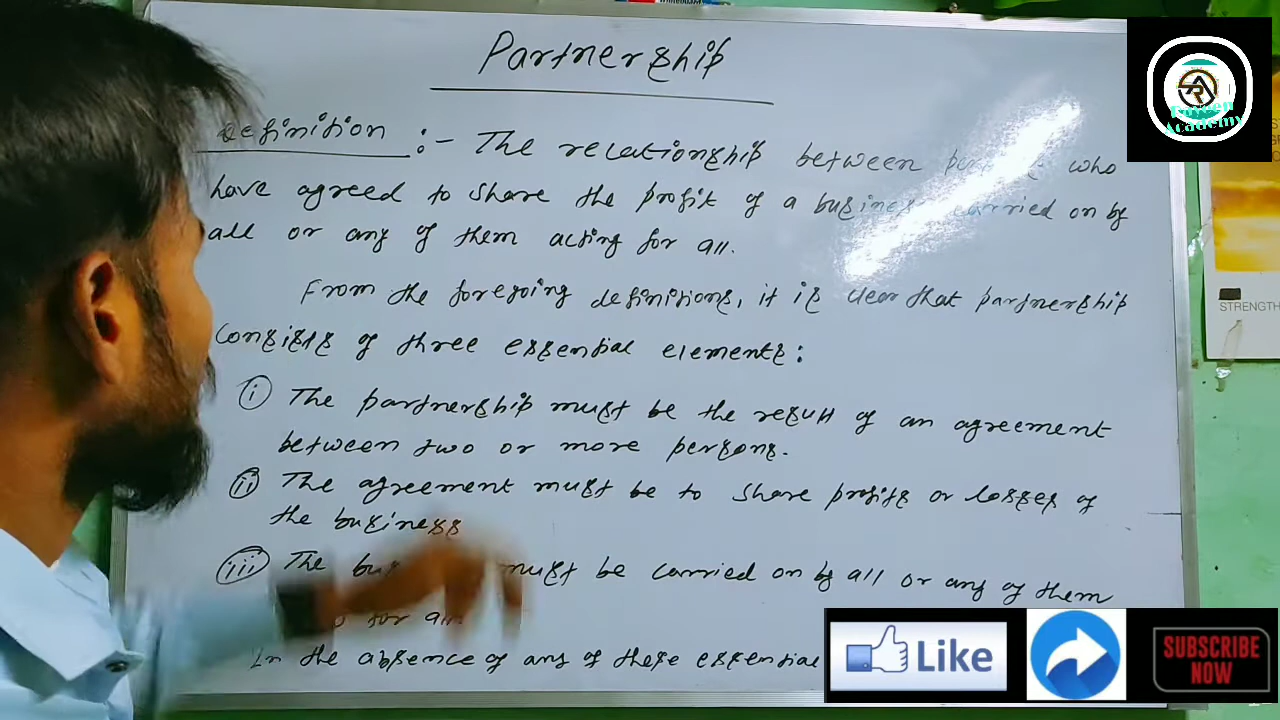 Partnership
Definition :- The relationship between who
have agreed to share the profit of a business carried on by
all or any of them acting for all.
From the foregoing definitions, it is clear that partnership
consists of three essential elements:
(i) The partnership must be the result of an agreement
between two or more persons.
(ii) The agreement must be to share profits or losses of
the business
(iii) The must be carried on by all or any of them
for all.
In the absence of any of these essential
Academy
STRENGTH
Like
SUBSCRIBE
NOW